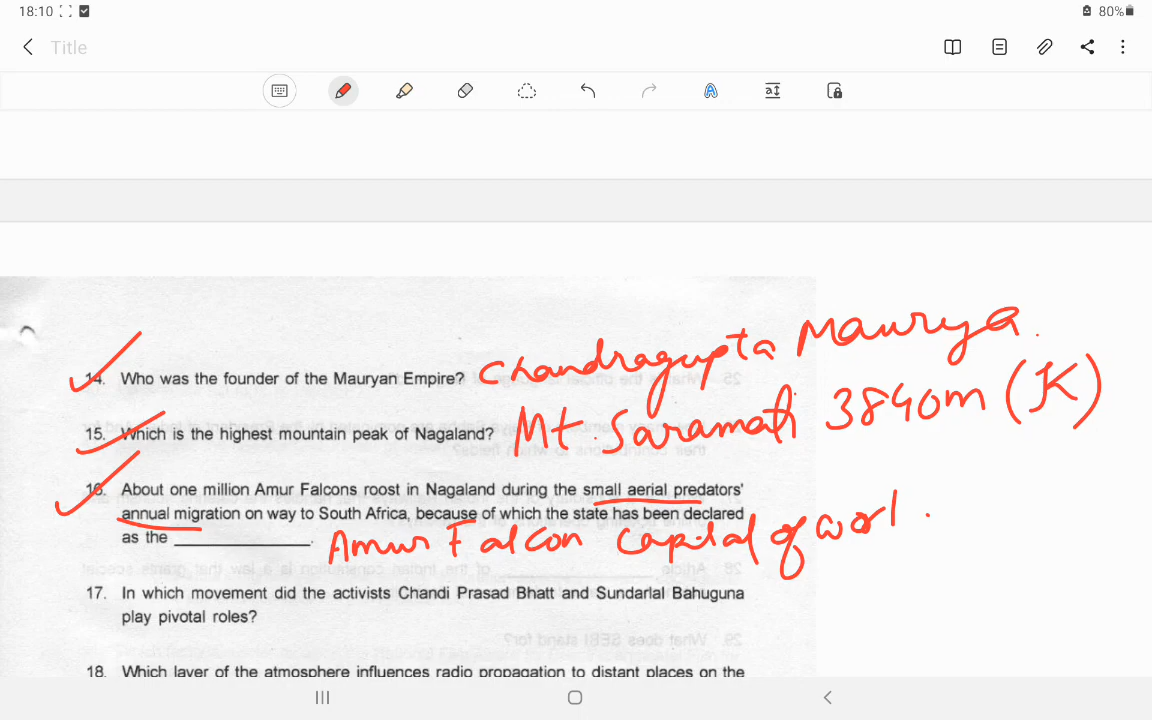 18:10
80%
Title
Chandragupta Maurya.
14. Who was the founder of the Mauryan Empire?
Mt. Saramati 3840m (K)
15. Which is the highest mountain peak of Nagaland?
16. About one million Amur Falcons roost in Nagaland during the small aerial predators'
annual migration on way to South Africa, because of which the state has been declared
as the ____________. Amur Falcon Capital of worl.
17. In which movement did the activists Chandi Prasad Bhatt and Sundarlal Bahuguna
play pivotal roles?
18. Which layer of the atmosphere influences radio propagation to distant places on the